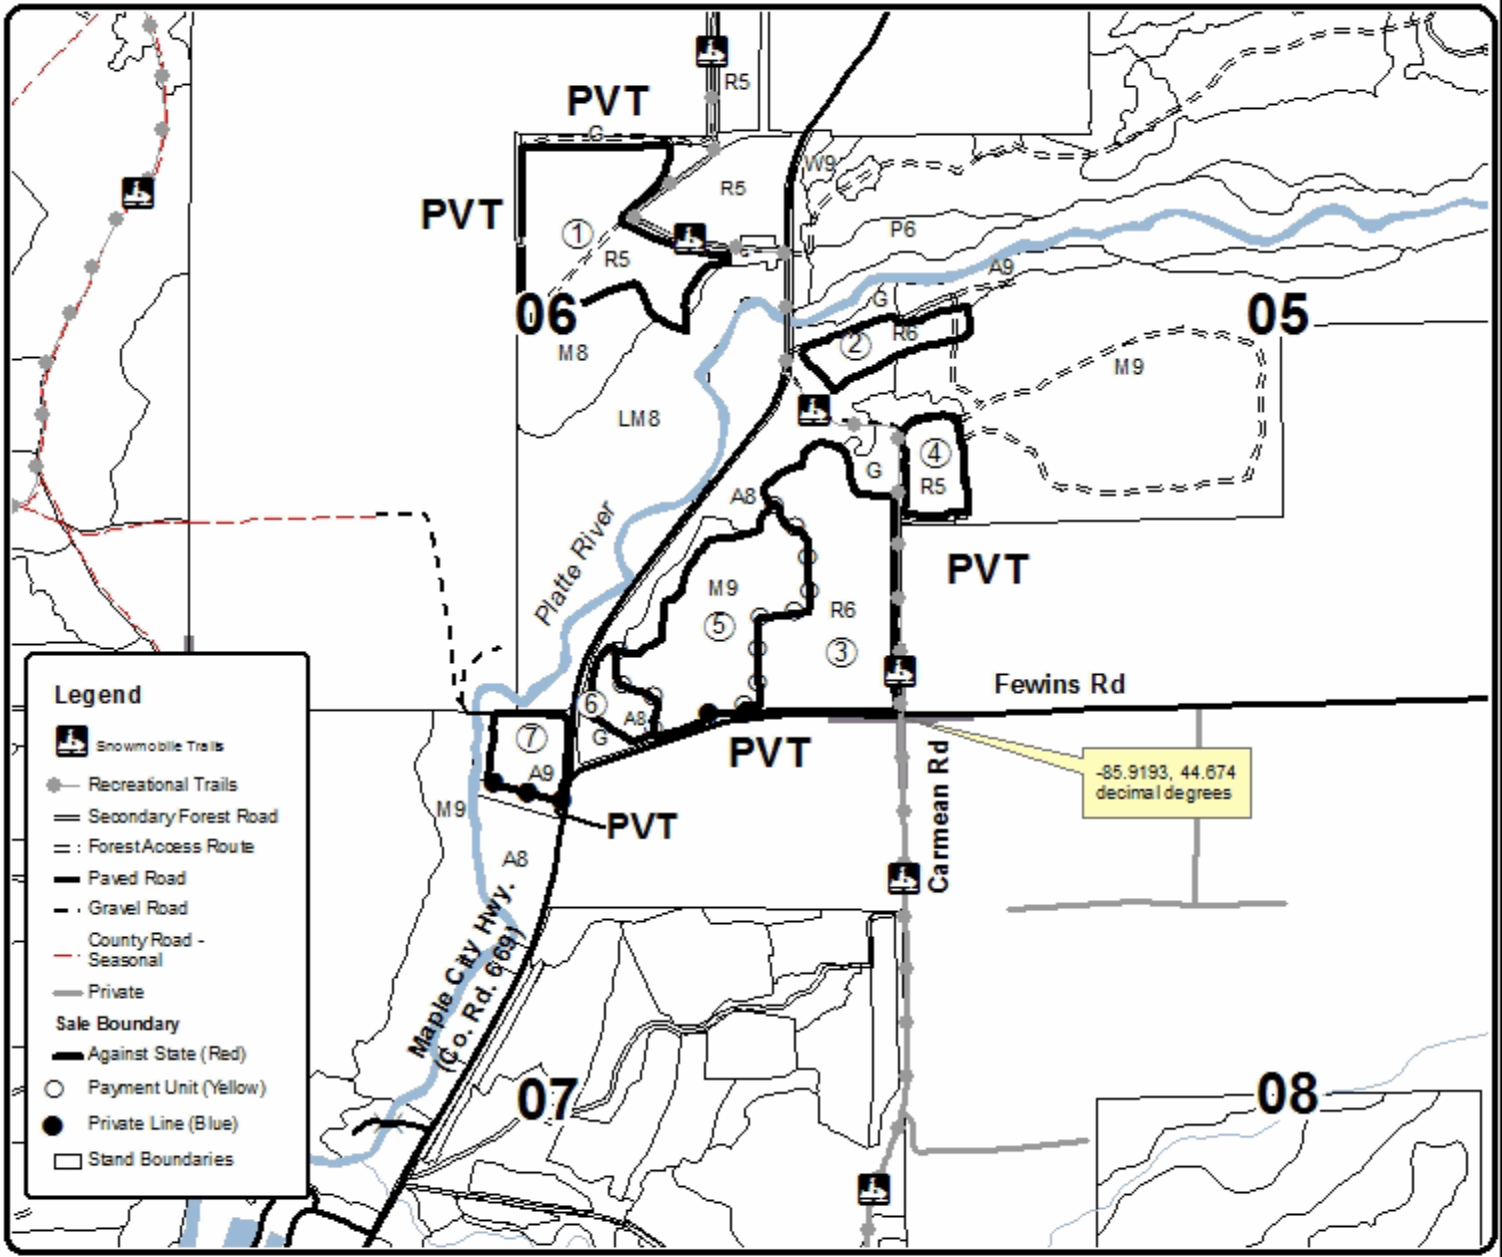 R5
PVT
G
W9
R5
PVT
P6
1
R5
A9
G
06
05
R6
2
M8
M9
LM8
4
G
R5
A8
Platte River
PVT
M9
R6
5
3
Fewins Rd
6
A8
G
7
PVT
A9
-85.9193, 44.674
decimal degrees
M9
PVT
Carmean Rd
A8
Maple City Hwy.
(Co. Rd. 669)
07
08
Legend
Snowmobile Trails
Recreational Trails
Secondary Forest Road
Forest Access Route
Paved Road
Gravel Road
County Road -
Seasonal
Private
Sale Boundary
Against State (Red)
Payment Unit (Yellow)
Private Line (Blue)
Stand Boundaries